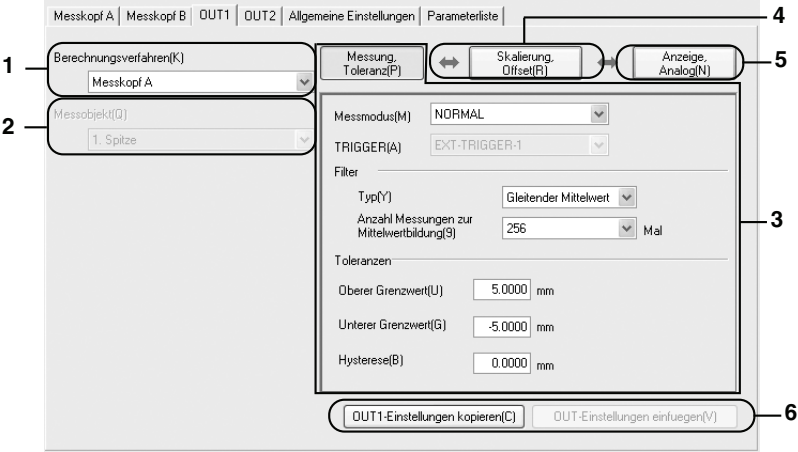 Messkopf A Messkopf B OUT1 OUT2 Allgemeine Einstellungen Parameterliste
4
1
Berechnungsverfahren(K)
Messkopf A
Messung, Toleranz(P)
Skalierung, Offset(R)
Anzeige, Analog(N)
5
2
Messobjekt(Q)
1. Spitze
Messmodus(M) NORMAL
TRIGGER(A) EXT-TRIGGER-1
Filter
Typ(Y) Gleitender Mittelwert
Anzahl Messungen zur
Mittelwertbildung(9) 256 Mal
3
Toleranzen
Oberer Grenzwert(U) 5.0000 mm
Unterer Grenzwert(G) -5.0000 mm
Hysterese(B) 0.0000 mm
OUT1-Einstellungen kopieren(C) OUT-Einstellungen einfuegen(V)
6